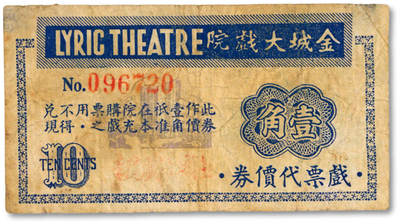 LYRIC THEATRE
金城大戲院
No. 096720
壹角
此券
作價
壹角
祇准
在本
院充
購戲
票之
用·
不得
兌現
10
TEN CENTS
戲票代價券